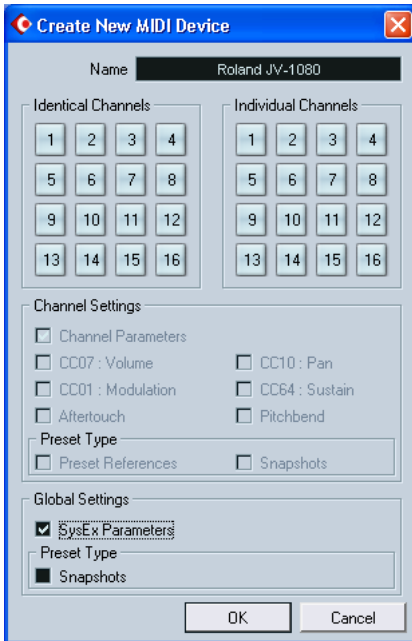 Create New MIDI Device
Name Roland JV-1080
Identical Channels Individual Channels
1 2 3 4 1 2 3 4
5 6 7 8 5 6 7 8
9 10 11 12 9 10 11 12
13 14 15 16 13 14 15 16
Channel Settings
Channel Parameters
CC07 : Volume CC10 : Pan
CC01 : Modulation CC64 : Sustain
Aftertouch Pitchbend
Preset Type
Preset References Snapshots
Global Settings
SysEx Parameters
Preset Type
Snapshots
OK Cancel